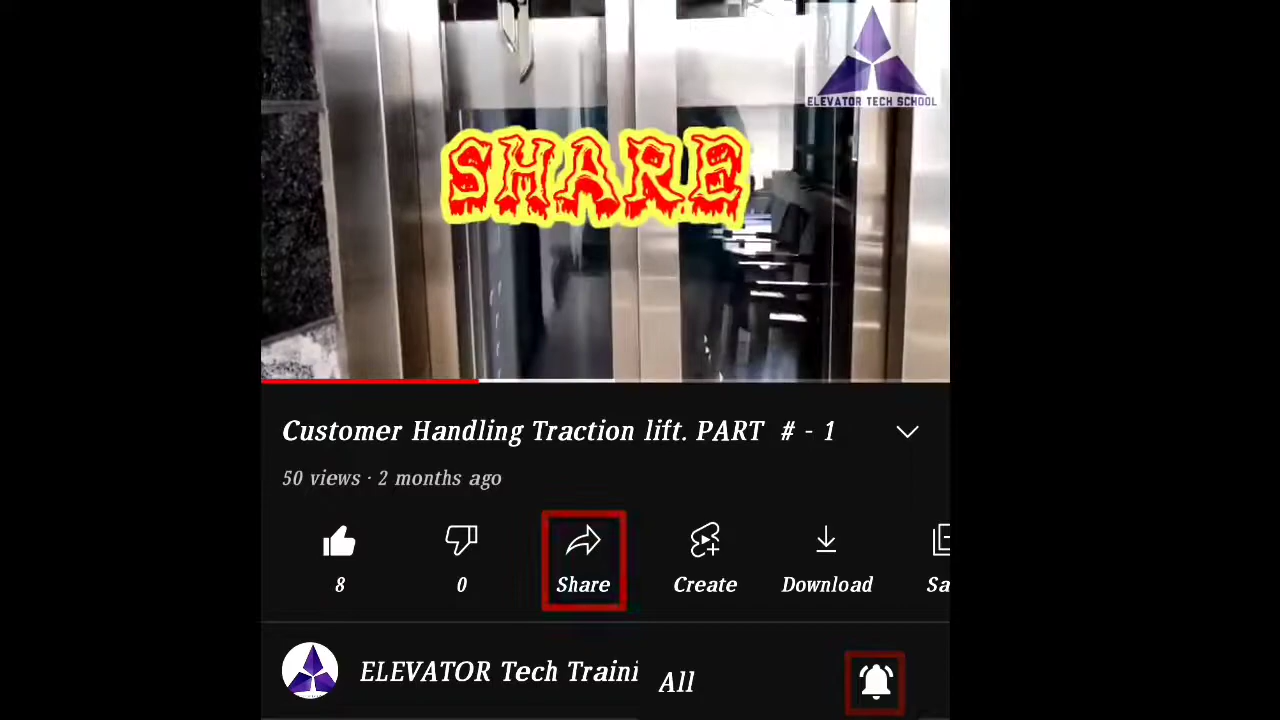 ELEVATOR TECH SCHOOL
SHARE
Customer Handling Traction lift. PART # - 1
50 views · 2 months ago
8
0
Share
Create
Download
ELEVATOR Tech
All